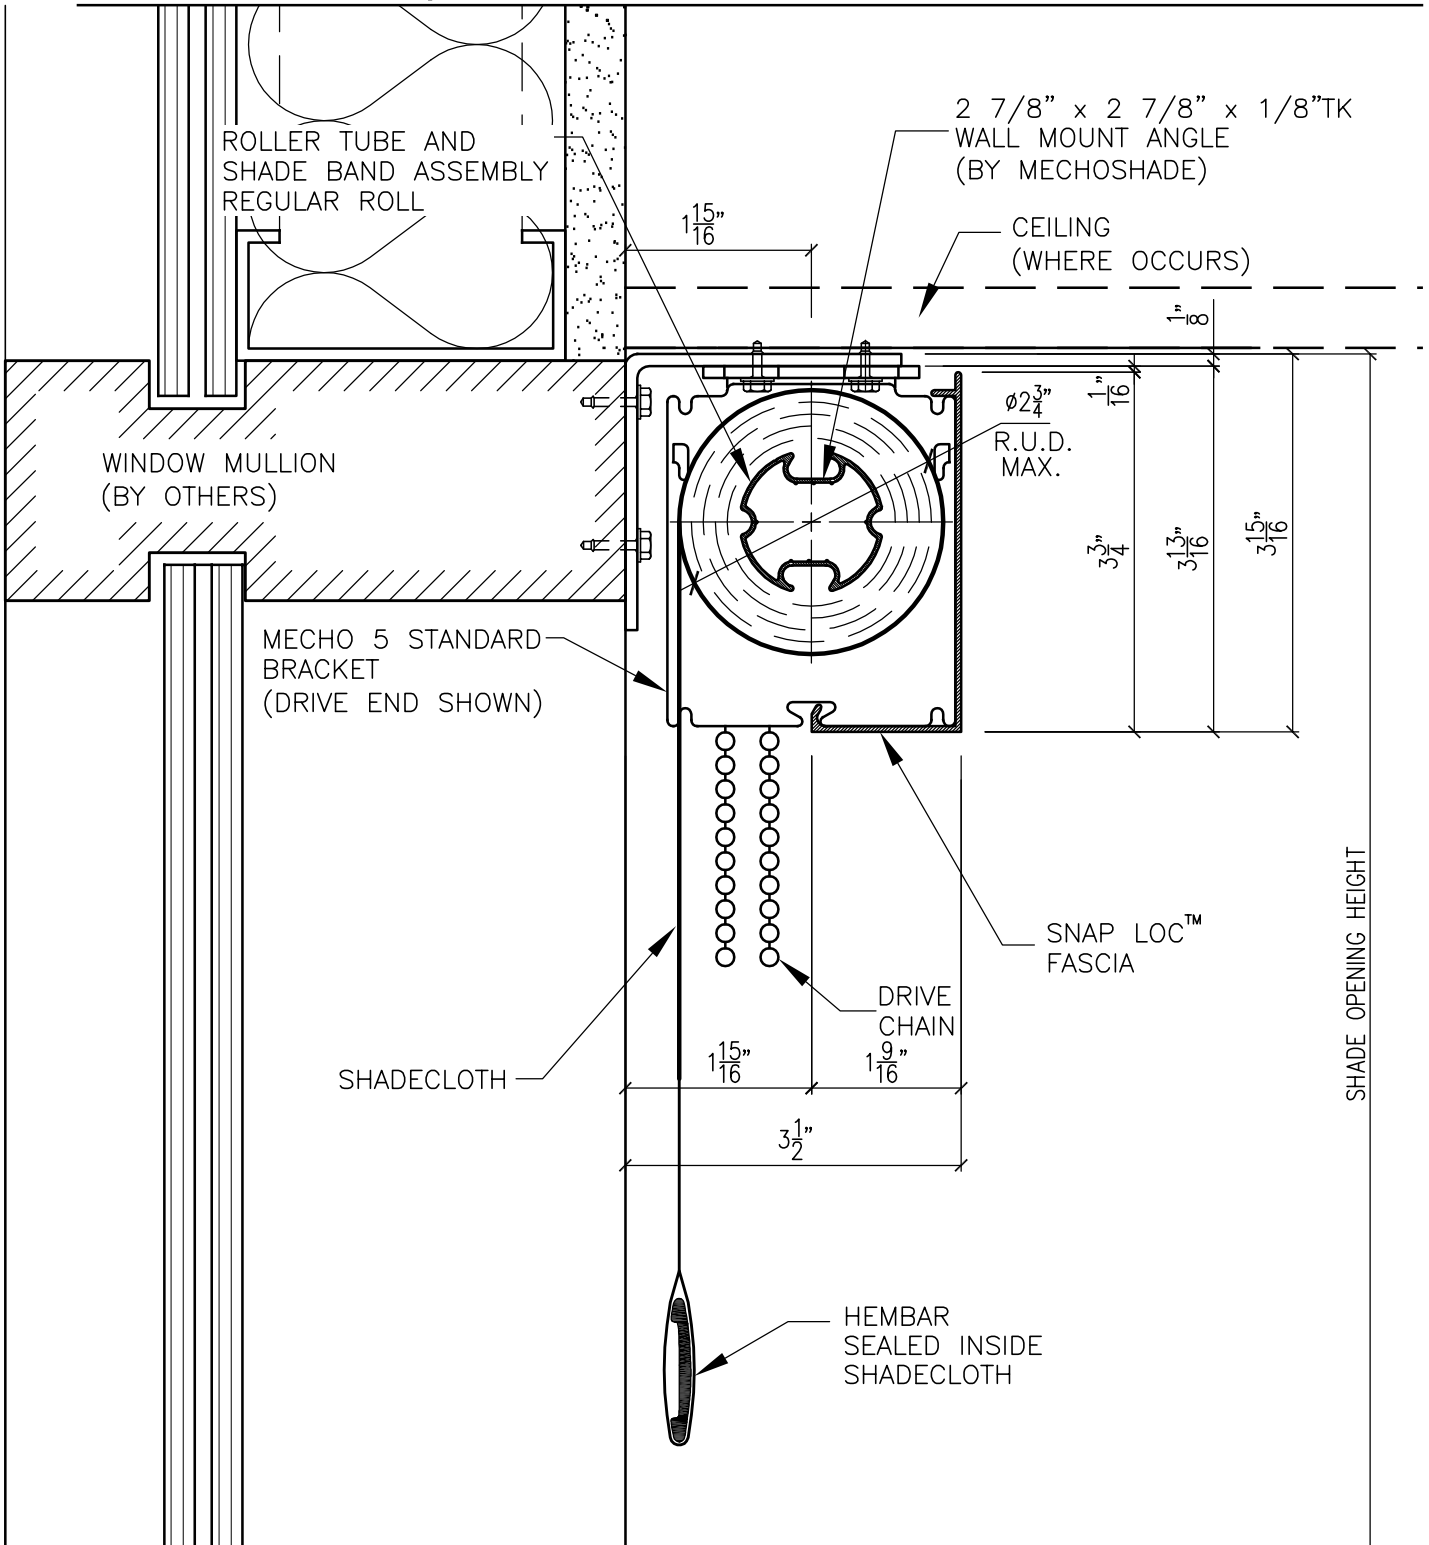 2 7/8" x 2 7/8" x 1/8"TK
WALL MOUNT ANGLE
(BY MECHOSHADE)
ROLLER TUBE AND
SHADE BAND ASSEMBLY
REGULAR ROLL
1 15/16"
CEILING
(WHERE OCCURS)
1/8"
1/16"
ø2 3/4"
R.U.D.
MAX.
WINDOW MULLION
(BY OTHERS)
3 3/4"
3 13/16"
3 15/16"
MECHO 5 STANDARD
BRACKET
(DRIVE END SHOWN)
SNAP LOC™
FASCIA
DRIVE
CHAIN
SHADE OPENING HEIGHT
SHADECLOTH
1 15/16"
1 9/16"
3 1/2"
HEMBAR
SEALED INSIDE
SHADECLOTH